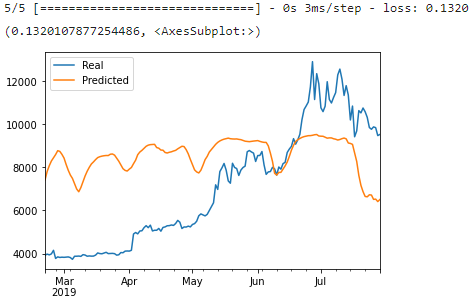 5/5 [==============================] - 0s 3ms/step - loss: 0.1320
(0.1320107877254486, <AxesSubplot:>)
Real
Predicted
12000
10000
8000
6000
4000
Mar Apr May Jun Jul
2019